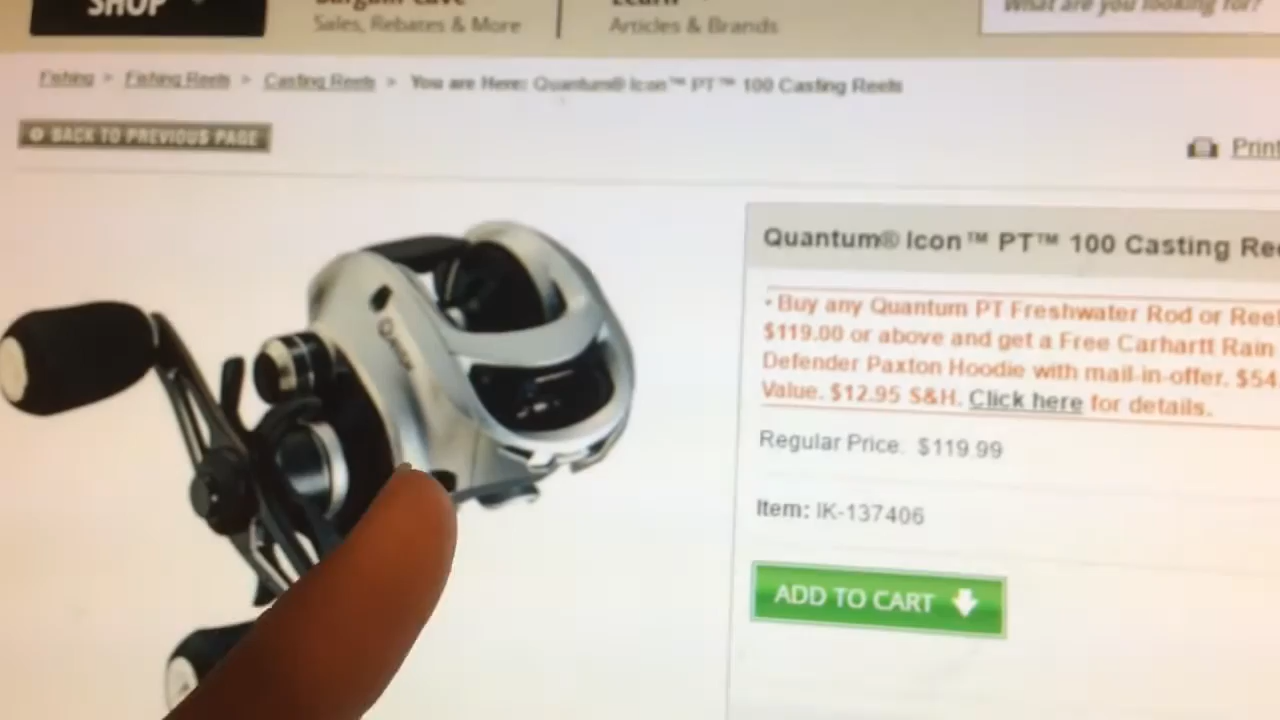 SHOP
Sales, Rebates & More
Learn
Articles & Brands
What are you looking for?
Fishing > Fishing Reels > Casting Reels > You are Here: Quantum® Icon™ PT™ 100 Casting Reels
BACK TO PREVIOUS PAGE
Print
Quantum
Quantum® Icon™ PT™ 100 Casting Ree
• Buy any Quantum PT Freshwater Rod or Reel
$119.00 or above and get a Free Carhartt Rain
Defender Paxton Hoodie with mail-in-offer. $54
Value. $12.95 S&H. Click here for details.
Regular Price: $119.99
Item: IK-137406
ADD TO CART